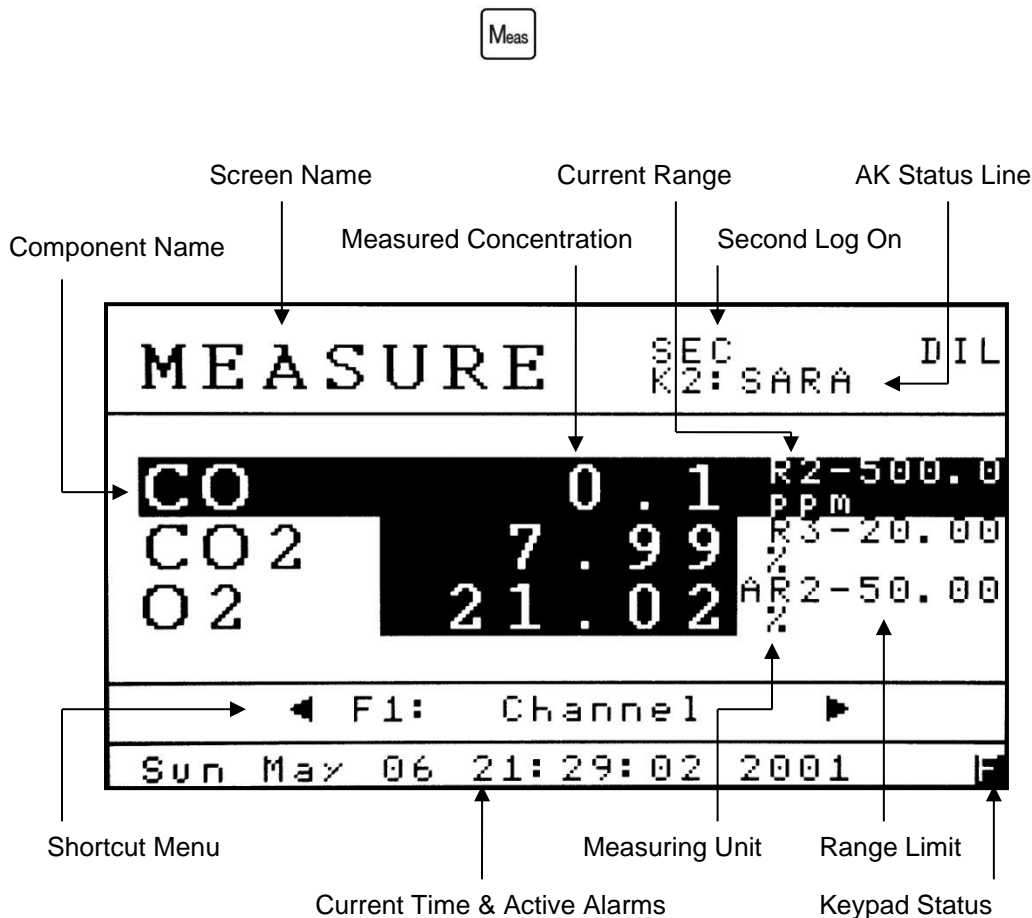 Meas
Screen Name Current Range AK Status Line
Component Name Measured Concentration Second Log On
MEASURE SEC DIL
K2: SARA
CO 0.1 R2-500.0
ppm
CO2 7.99 R3-20.00
%
O2 21.02 AR2-50.00
%
◄ F1: Channel ►
Sun May 06 21:29:02 2001 F
Shortcut Menu Measuring Unit Range Limit
Current Time & Active Alarms Keypad Status